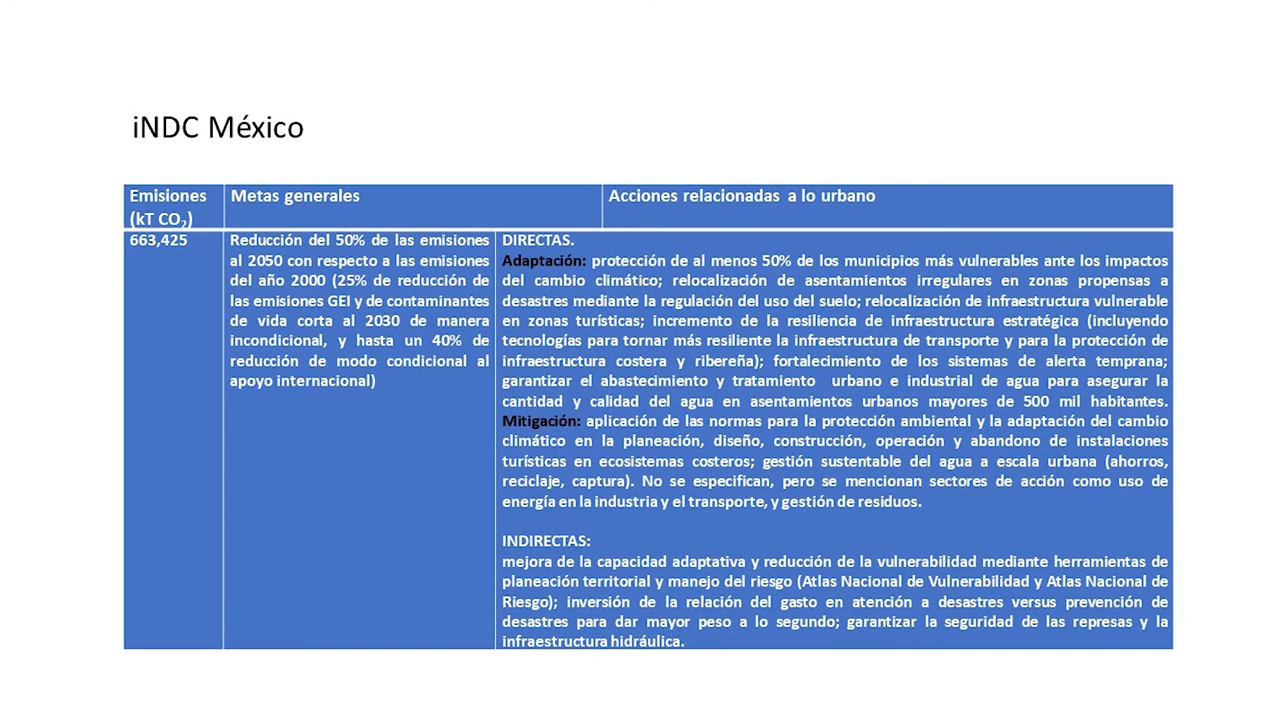 iNDC México
Emisiones
(kT CO₂)
Metas generales
Acciones relacionadas a lo urbano
663,425
Reducción del 50% de las emisiones
al 2050 con respecto a las emisiones
del año 2000 (25% de reducción de
las emisiones GEI y de contaminantes
de vida corta al 2030 de manera
incondicional, y hasta un 40% de
reducción de modo condicional al
apoyo internacional)
DIRECTAS.
Adaptación: protección de al menos 50% de los municipios más vulnerables ante los impactos
del cambio climático; relocalización de asentamientos irregulares en zonas propensas a
desastres mediante la regulación del uso del suelo; relocalización de infraestructura vulnerable
en zonas turísticas; incremento de la resiliencia de infraestructura estratégica (incluyendo
tecnologías para tornar más resiliente la infraestructura de transporte y para la protección de
infraestructura costera y ribereña); fortalecimiento de los sistemas de alerta temprana;
garantizar el abastecimiento y tratamiento urbano e industrial de agua para asegurar la
cantidad y calidad del agua en asentamientos urbanos mayores de 500 mil habitantes.
Mitigación: aplicación de las normas para la protección ambiental y la adaptación del cambio
climático en la planeación, diseño, construcción, operación y abandono de instalaciones
turísticas en ecosistemas costeros; gestión sustentable del agua a escala urbana (ahorros,
reciclaje, captura). No se especifican, pero se mencionan sectores de acción como uso de
energía en la industria y el transporte, y gestión de residuos.
INDIRECTAS:
mejora de la capacidad adaptativa y reducción de la vulnerabilidad mediante herramientas de
planeación territorial y manejo del riesgo (Atlas Nacional de Vulnerabilidad y Atlas Nacional de
Riesgo); inversión de la relación del gasto en atención a desastres versus prevención de
desastres para dar mayor peso a lo segundo; garantizar la seguridad de las represas y la
infraestructura hidráulica.